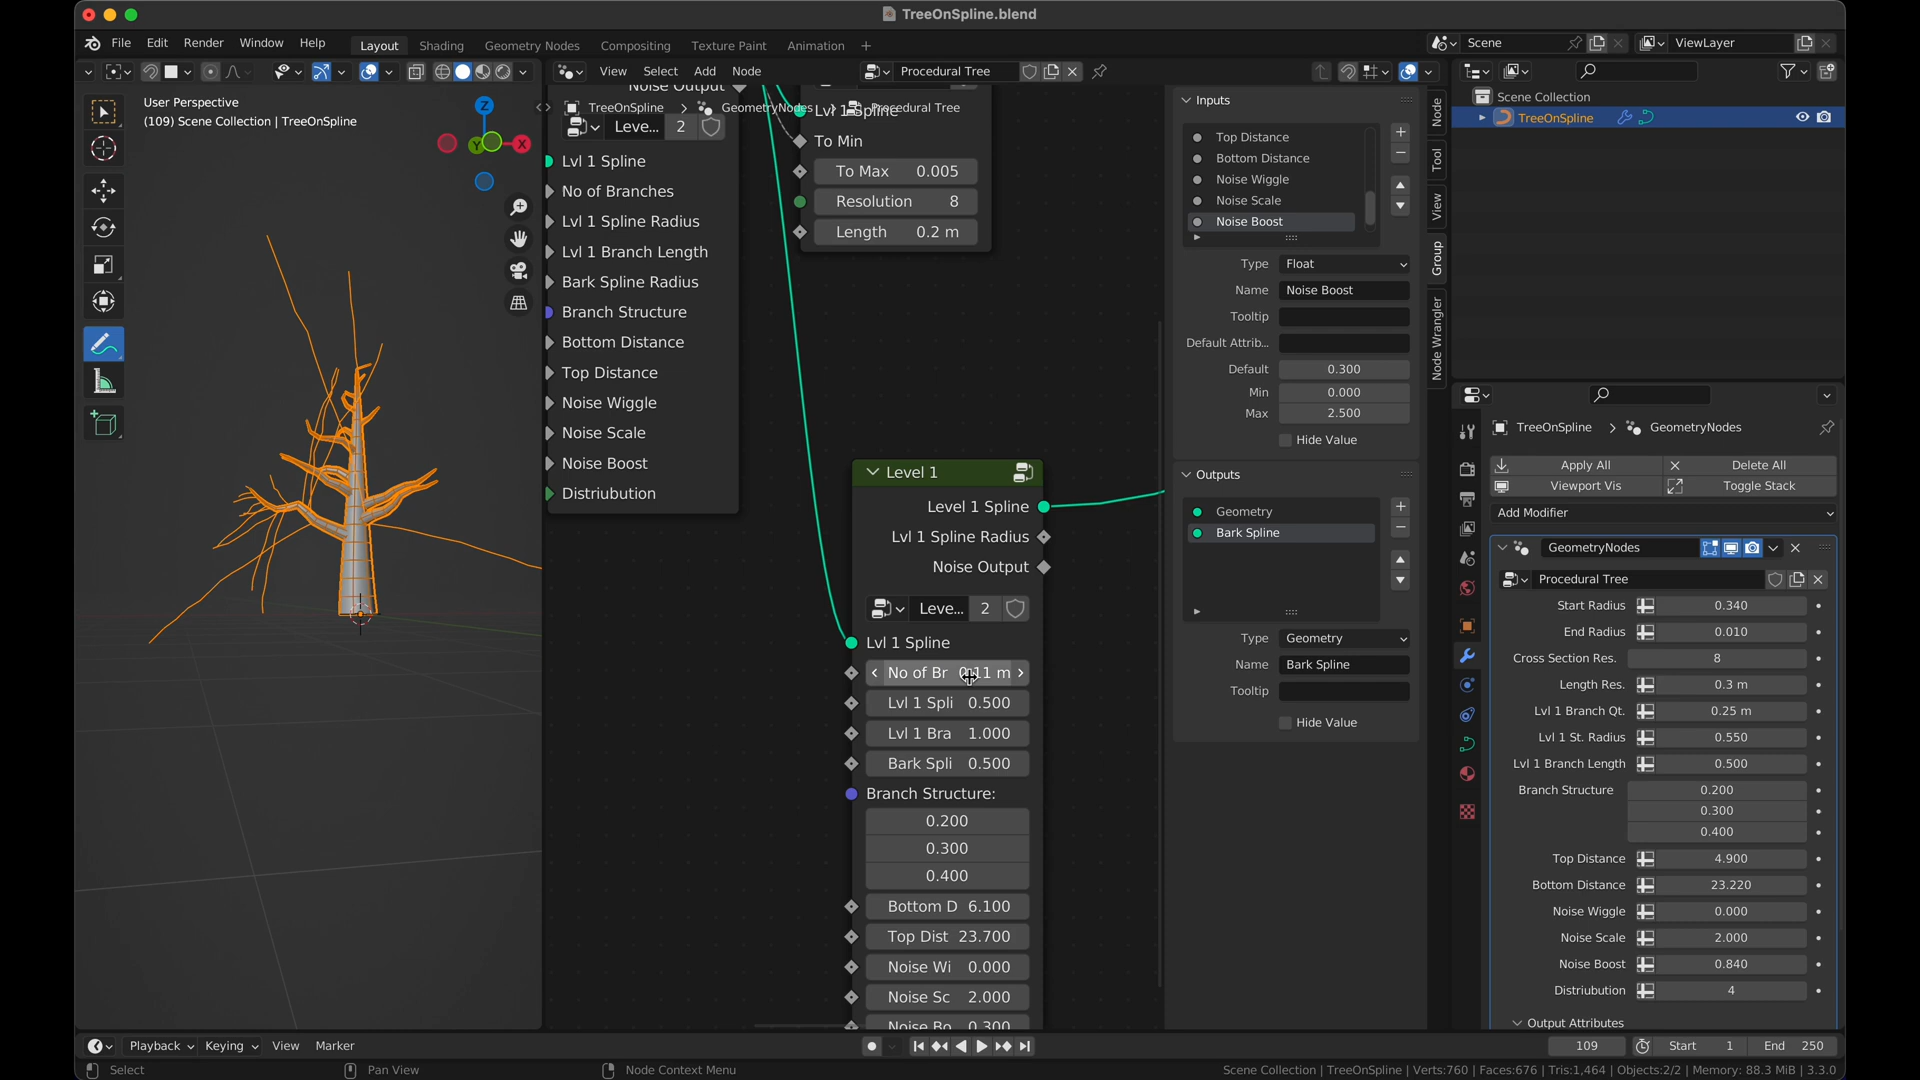 TreeOnSpline.blend
File Edit Render Window Help Layout Shading Geometry Nodes Compositing Texture Paint Animation +
Scene ViewLayer
View Select Add Node Procedural Tree
User Perspective
(109) Scene Collection | TreeOnSpline
Z
Y
X
TreeOnSpline > GeometryNodes > Procedural Tree
Leve... 2
Lvl 1 Spline
No of Branches
Lvl 1 Spline Radius
Lvl 1 Branch Length
Bark Spline Radius
Branch Structure
Bottom Distance
Top Distance
Noise Wiggle
Noise Scale
Noise Boost
Distriubution
Noise Output
Lvl 1 Spline
To Min
To Max 0.005
Resolution 8
Length 0.2 m
Level 1
Level 1 Spline
Lvl 1 Spline Radius
Noise Output
Leve... 2
Lvl 1 Spline
No of Br 0.11 m
Lvl 1 Spli 0.500
Lvl 1 Bra 1.000
Bark Spli 0.500
Branch Structure:
0.200
0.300
0.400
Bottom D 6.100
Top Dist 23.700
Noise Wi 0.000
Noise Sc 2.000
Noise Bo 0.300
Inputs
Top Distance
Bottom Distance
Noise Wiggle
Noise Scale
Noise Boost
Type Float
Name Noise Boost
Tooltip
Default Attrib...
Default 0.300
Min 0.000
Max 2.500
Hide Value
Outputs
Geometry
Bark Spline
Type Geometry
Name Bark Spline
Tooltip
Hide Value
Node
Tool
View
Group
Node Wrangler
Scene Collection
TreeOnSpline
TreeOnSpline > GeometryNodes
Apply All Delete All
Viewport Vis Toggle Stack
Add Modifier
GeometryNodes
Procedural Tree
Start Radius 0.340
End Radius 0.010
Cross Section Res. 8
Length Res. 0.3 m
Lvl 1 Branch Qt. 0.25 m
Lvl 1 St. Radius 0.550
Lvl 1 Branch Length 0.500
Branch Structure 0.200
0.300
0.400
Top Distance 4.900
Bottom Distance 23.220
Noise Wiggle 0.000
Noise Scale 2.000
Noise Boost 0.840
Distriubution 4
Output Attributes
Playback Keying View Marker
109 Start 1 End 250
Select Pan View Node Context Menu
Scene Collection | TreeOnSpline | Verts:760 | Faces:676 | Tris:1,464 | Objects:2/2 | Memory: 88.3 MiB | 3.3.0